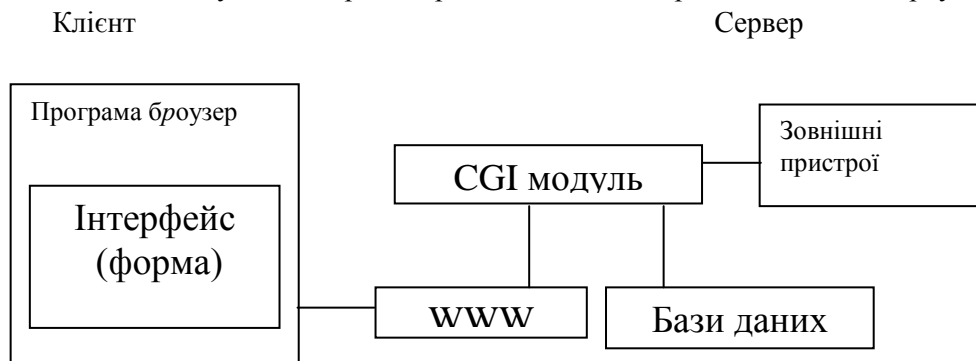 Клієнт Сервер
Програма броузер
Інтерфейс
(форма)
CGI модуль
Зовнішні
пристрої
www
Бази даних